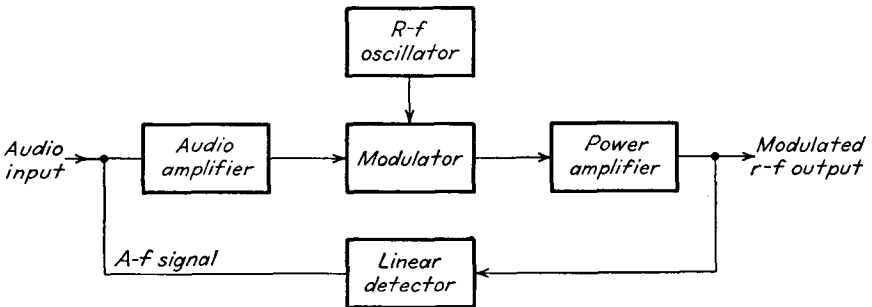 R-f
oscillator
Audio
input
Audio
amplifier
Modulator
Power
amplifier
Modulated
r-f output
A-f signal
Linear
detector